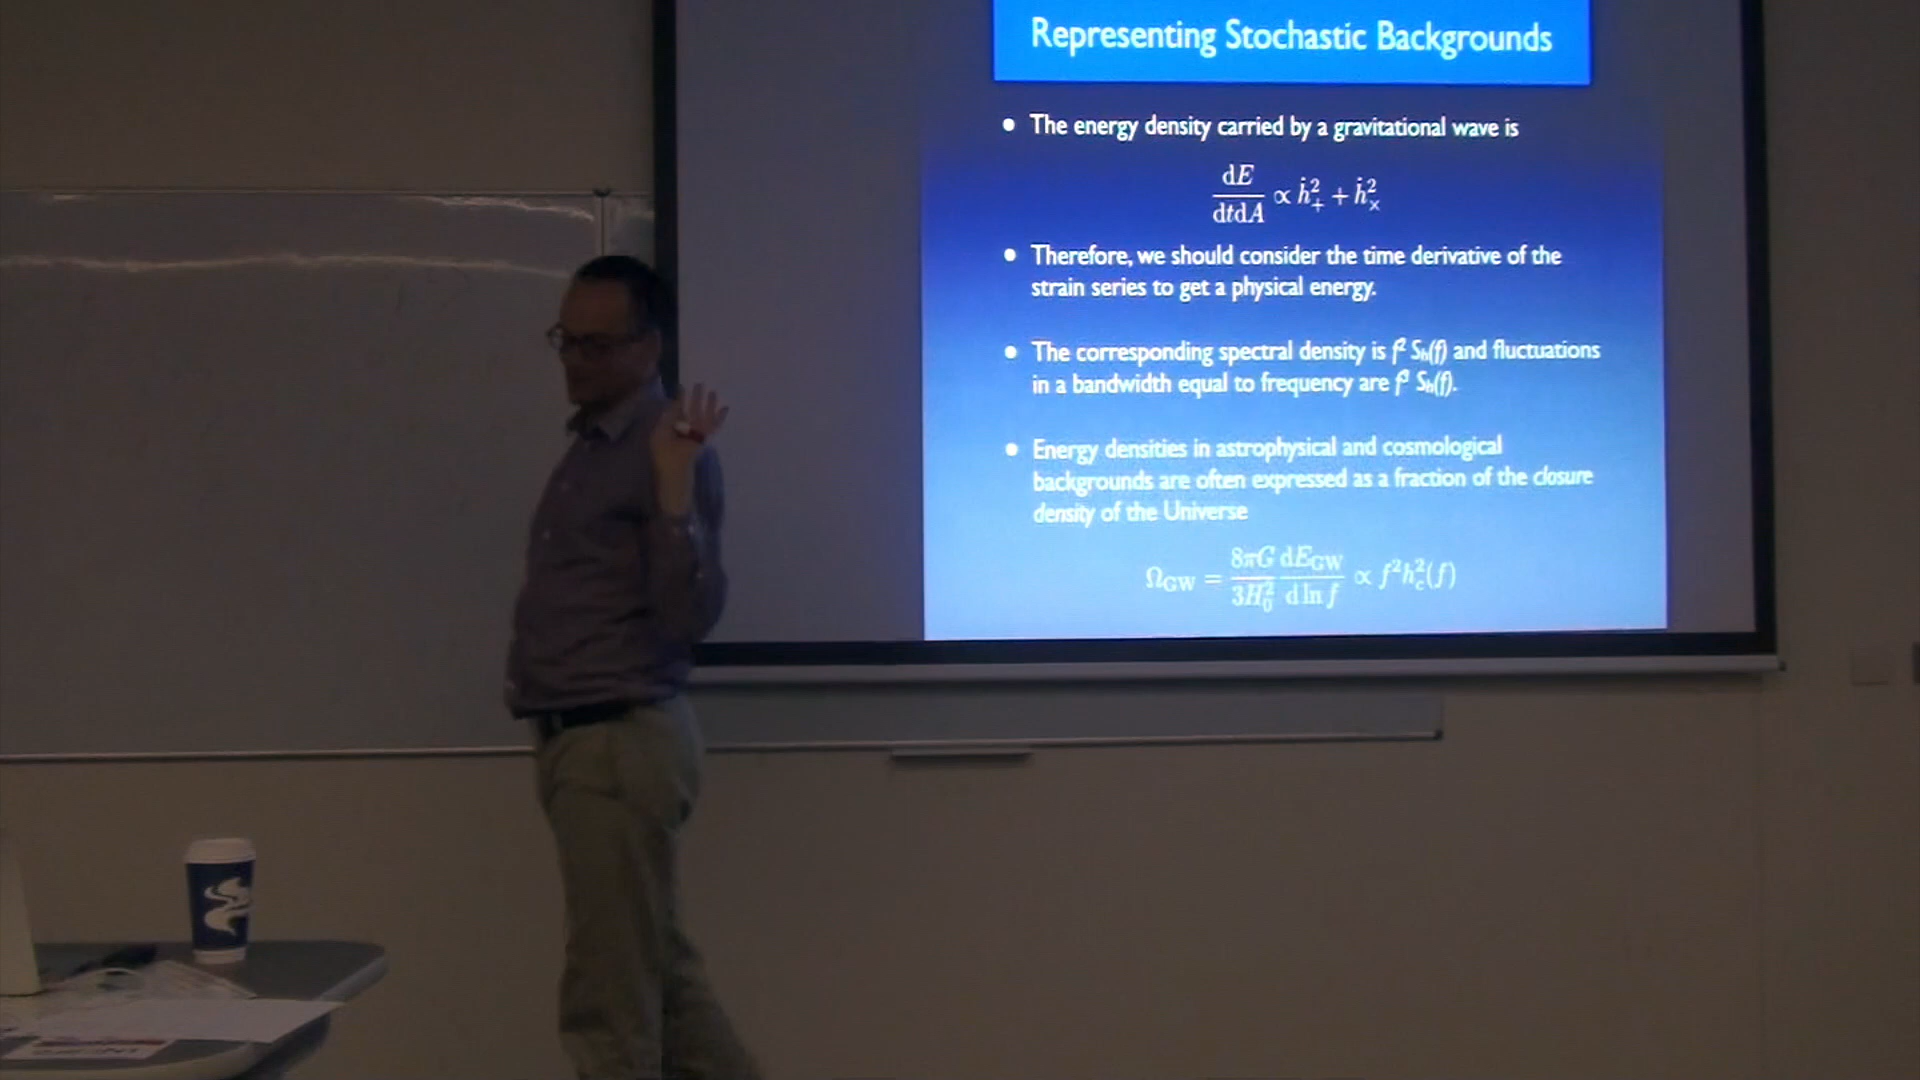 Representing Stochastic Backgrounds
• The energy density carried by a gravitational wave is
dE/dtdA ∝ ḣ₊² + ḣₓ²
• Therefore, we should consider the time derivative of the
strain series to get a physical energy.
• The corresponding spectral density is f² Sₕ(f) and fluctuations
in a bandwidth equal to frequency are f³ Sₕ(f).
• Energy densities in astrophysical and cosmological
backgrounds are often expressed as a fraction of the closure
density of the Universe
Ω_GW = 8πG/3H₀² dE_GW/d ln f ∝ f²h_c²(f)